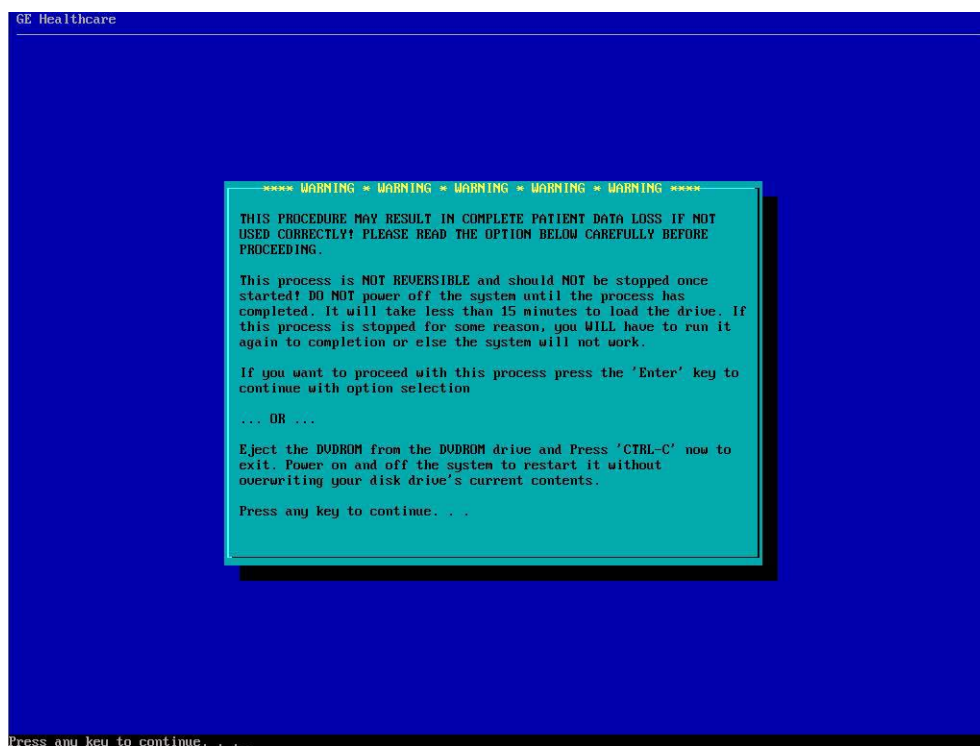 GE Healthcare
**** WARNING * WARNING * WARNING * WARNING * WARNING ****
THIS PROCEDURE MAY RESULT IN COMPLETE PATIENT DATA LOSS IF NOT
USED CORRECTLY! PLEASE READ THE OPTION BELOW CAREFULLY BEFORE
PROCEEDING.
This process is NOT REVERSIBLE and should NOT be stopped once
started! DO NOT power off the system until the process has
completed. It will take less than 15 minutes to load the drive. If
this process is stopped for some reason, you WILL have to run it
again to completion or else the system will not work.
If you want to proceed with this process press the 'Enter' key to
continue with option selection
... OR ...
Eject the DVDROM from the DVDROM drive and Press 'CTRL-C' now to
exit. Power on and off the system to restart it without
overwriting your disk drive's current contents.
Press any key to continue. . .
Press any key to continue. . .